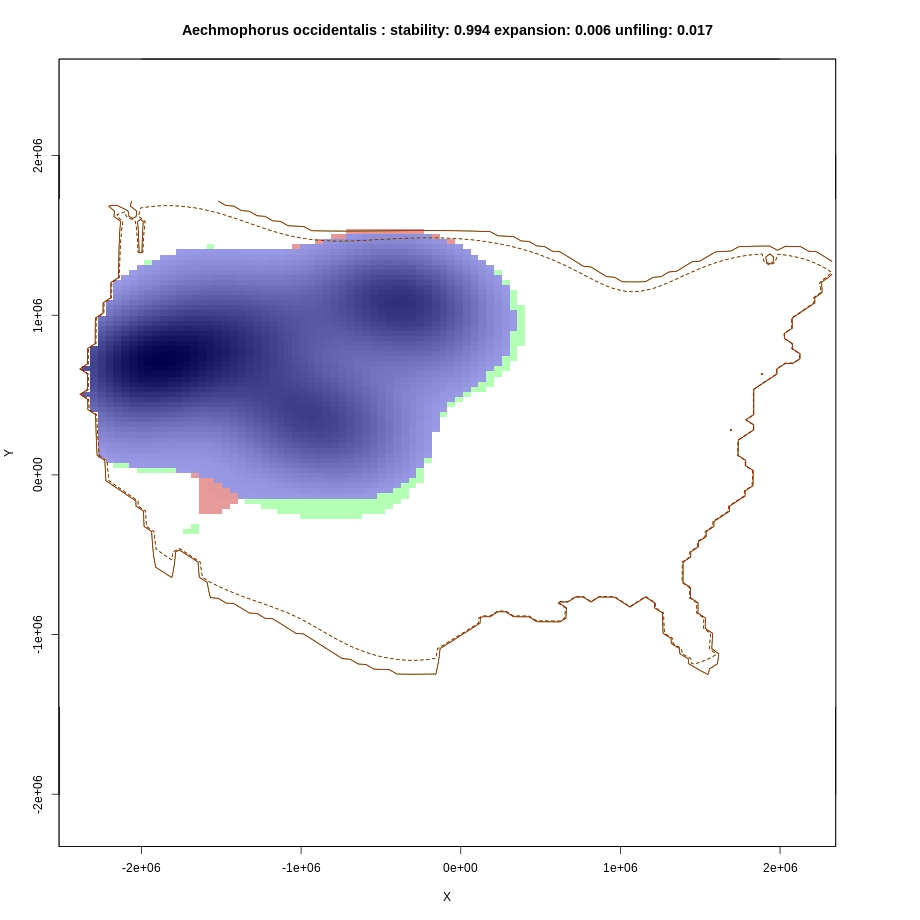 Aechmophorus occidentalis : stability: 0.994 expansion: 0.006 unfiling: 0.017
2e+06
1e+06
0e+00
-1e+06
-2e+06
Y
-2e+06 -1e+06 0e+00 1e+06 2e+06
X